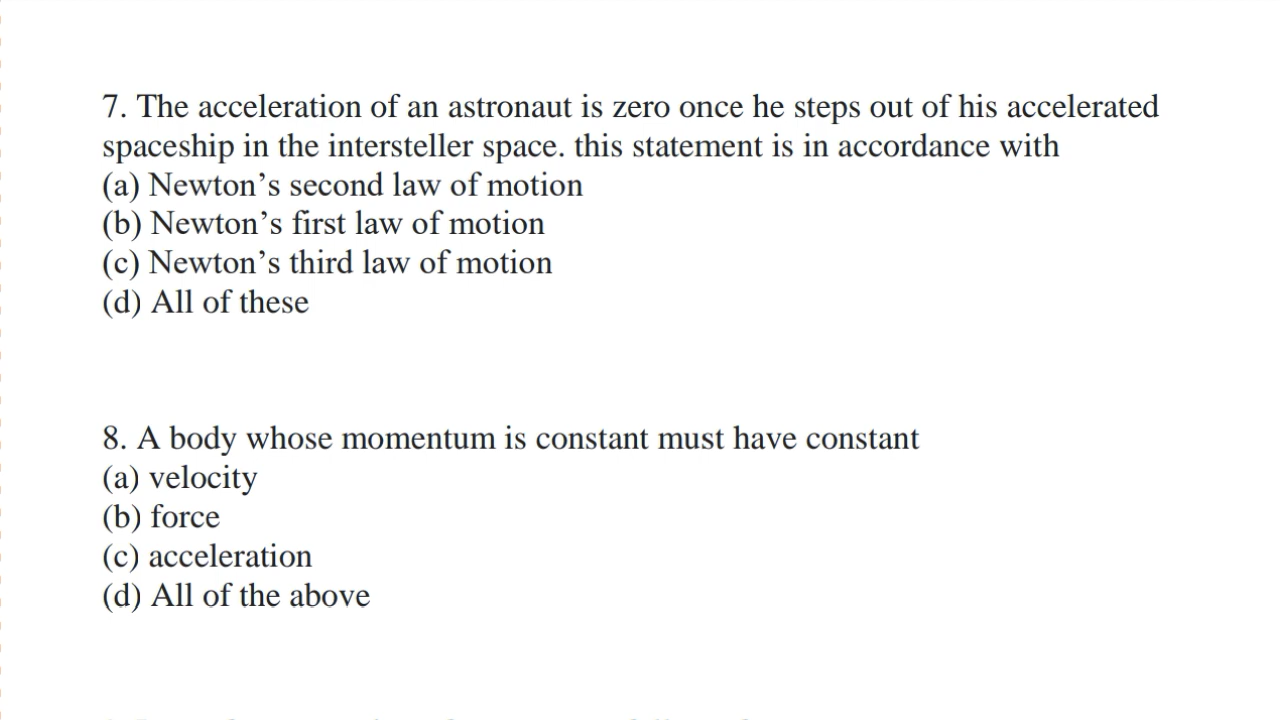 7. The acceleration of an astronaut is zero once he steps out of his accelerated
spaceship in the intersteller space. this statement is in accordance with
(a) Newton’s second law of motion
(b) Newton’s first law of motion
(c) Newton’s third law of motion
(d) All of these
8. A body whose momentum is constant must have constant
(a) velocity
(b) force
(c) acceleration
(d) All of the above